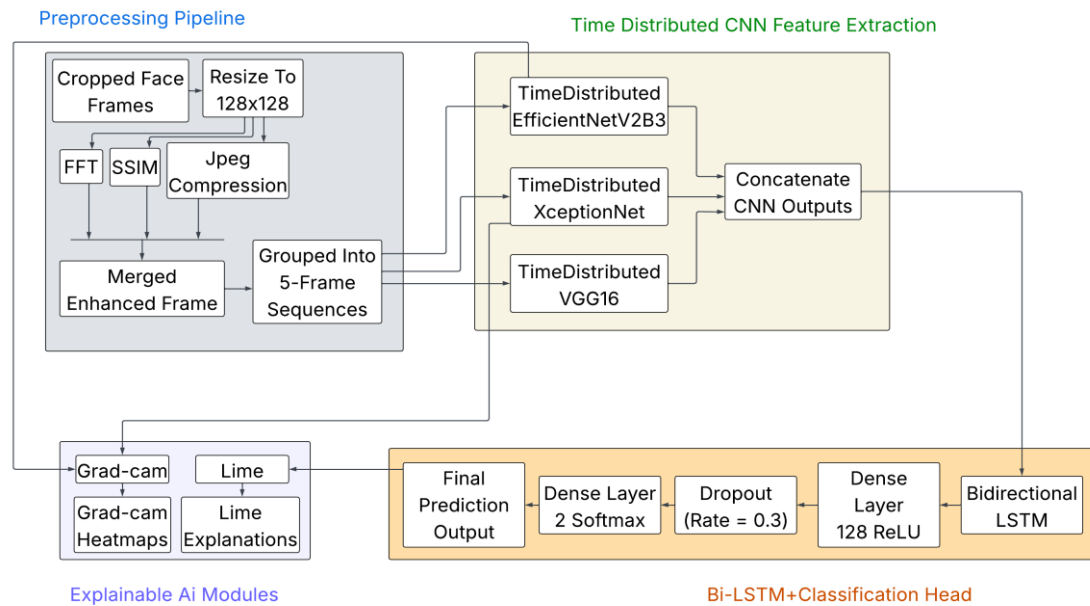 Preprocessing Pipeline
Time Distributed CNN Feature Extraction
Cropped Face
Frames
Resize To
128x128
FFT
SSIM
Jpeg
Compression
Merged
Enhanced Frame
Grouped Into
5-Frame
Sequences
TimeDistributed
EfficientNetV2B3
TimeDistributed
XceptionNet
TimeDistributed
VGG16
Concatenate
CNN Outputs
Grad-cam
Lime
Grad-cam
Heatmaps
Lime
Explanations
Final
Prediction
Output
Dense Layer
2 Softmax
Dropout
(Rate = 0.3)
Dense
Layer
128 ReLU
Bidirectional
LSTM
Explainable Ai Modules
Bi-LSTM+Classification Head